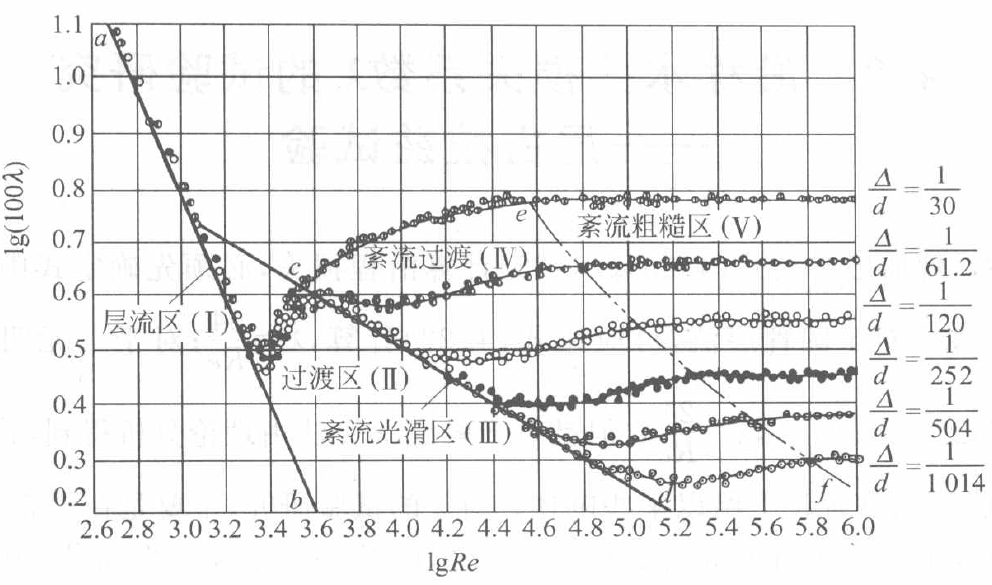 lg(100λ)
1.1
1.0
0.9
0.8
0.7
0.6
0.5
0.4
0.3
0.2
a
b
c
d
e
f
层流区(Ⅰ)
过渡区(Ⅱ)
紊流光滑区(Ⅲ)
紊流过渡(Ⅳ)
紊流粗糙区(Ⅴ)
Δ/d = 1/30
Δ/d = 1/61.2
Δ/d = 1/120
Δ/d = 1/252
Δ/d = 1/504
Δ/d = 1/1 014
2.6 2.8 3.0 3.2 3.4 3.6 3.8 4.0 4.2 4.4 4.6 4.8 5.0 5.2 5.4 5.6 5.8 6.0
lgRe